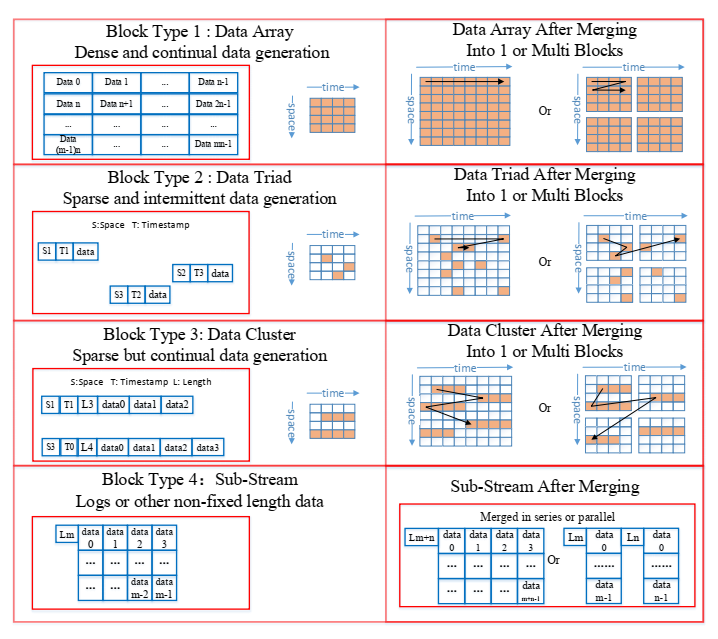 Block Type 1 : Data Array
Dense and continual data generation
Data 0 Data 1 ... Data n-1
Data n Data n+1 ... Data 2n-1
... ... ... ...
Data (m-1)n ... ... Data mn-1
time
space
Data Array After Merging
Into 1 or Multi Blocks
time
space
Or
time
space
Block Type 2 : Data Triad
Sparse and intermittent data generation
S:Space T: Timestamp
S1 T1 data
S2 T3 data
S3 T2 data
time
space
Data Triad After Merging
Into 1 or Multi Blocks
time
space
Or
time
space
Block Type 3: Data Cluster
Sparse but continual data generation
S:Space T: Timestamp L: Length
S1 T1 L3 data0 data1 data2
S3 T0 L4 data0 data1 data2 data3
time
space
Data Cluster After Merging
Into 1 or Multi Blocks
time
space
Or
time
space
Block Type 4：Sub-Stream
Logs or other non-fixed length data
Lm data 0 data 1 data 2 data 3
... ... ... ...
... ... data m-2 data m-1
Sub-Stream After Merging
Merged in series or parallel
Lm+n data 0 data 1 data 2 data 3
... ... ... ...
... ... ... data m+n-1
Or
Lm data 0
......
data m-1
Ln data 0
......
data n-1